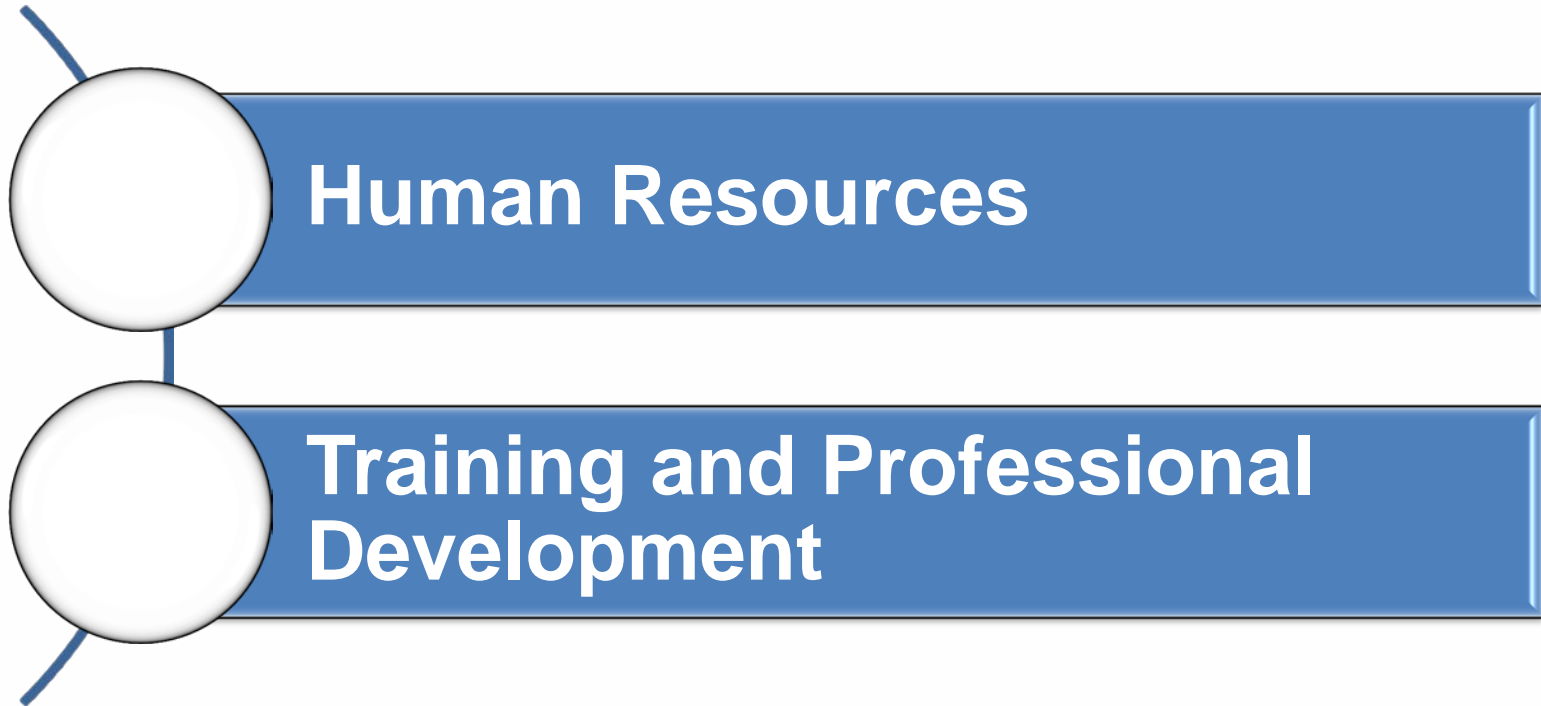 Human Resources
Training and Professional
Development